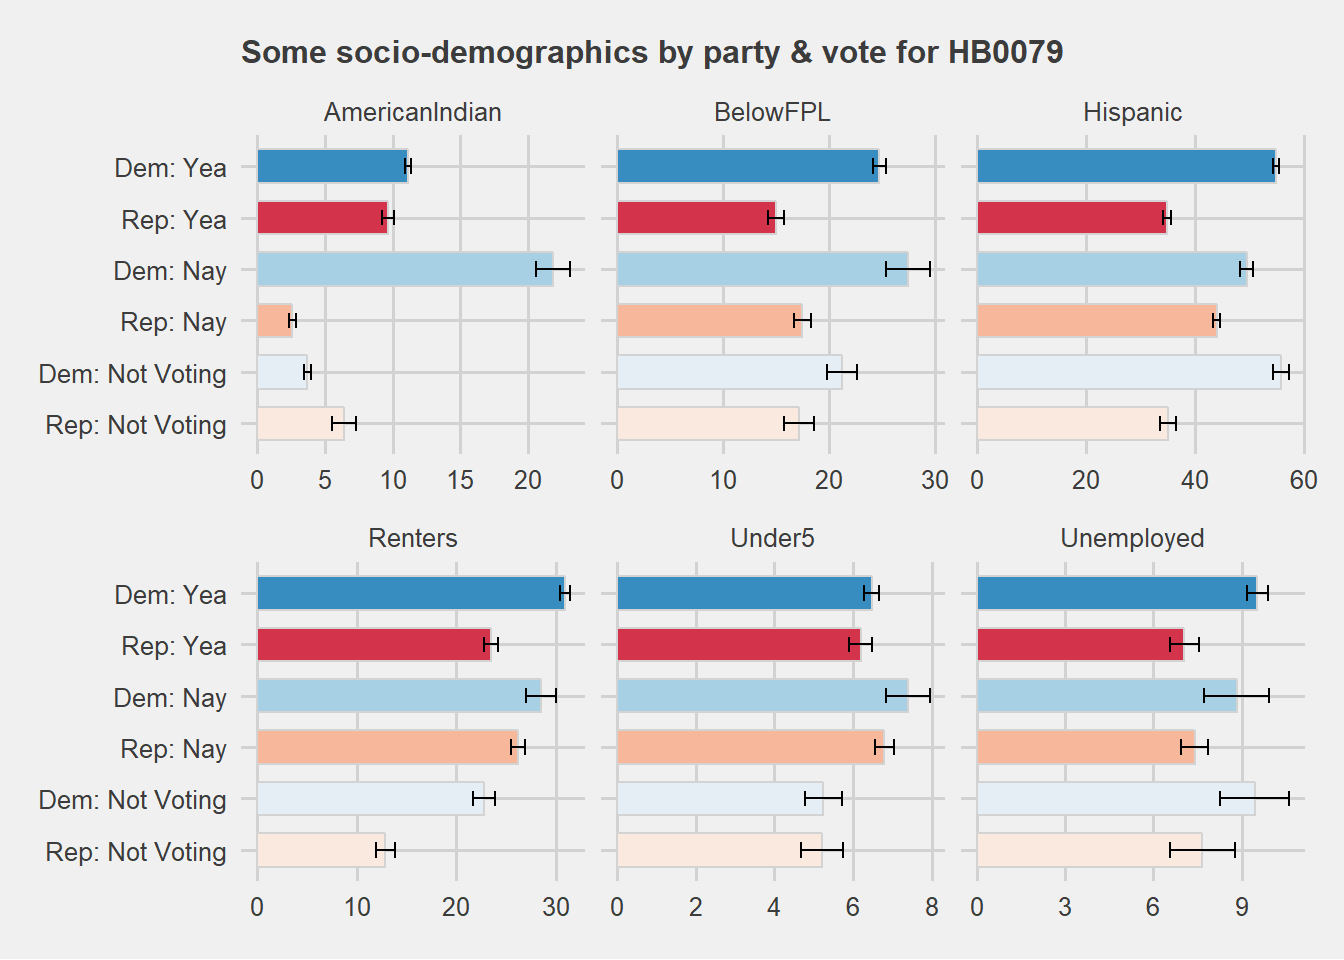 Some socio-demographics by party & vote for HB0079
AmericanIndian BelowFPL Hispanic
Dem: Yea
Rep: Yea
Dem: Nay
Rep: Nay
Dem: Not Voting
Rep: Not Voting
0 5 10 15 20 0 10 20 30 0 20 40 60
Renters Under5 Unemployed
Dem: Yea
Rep: Yea
Dem: Nay
Rep: Nay
Dem: Not Voting
Rep: Not Voting
0 10 20 30 0 2 4 6 8 0 3 6 9